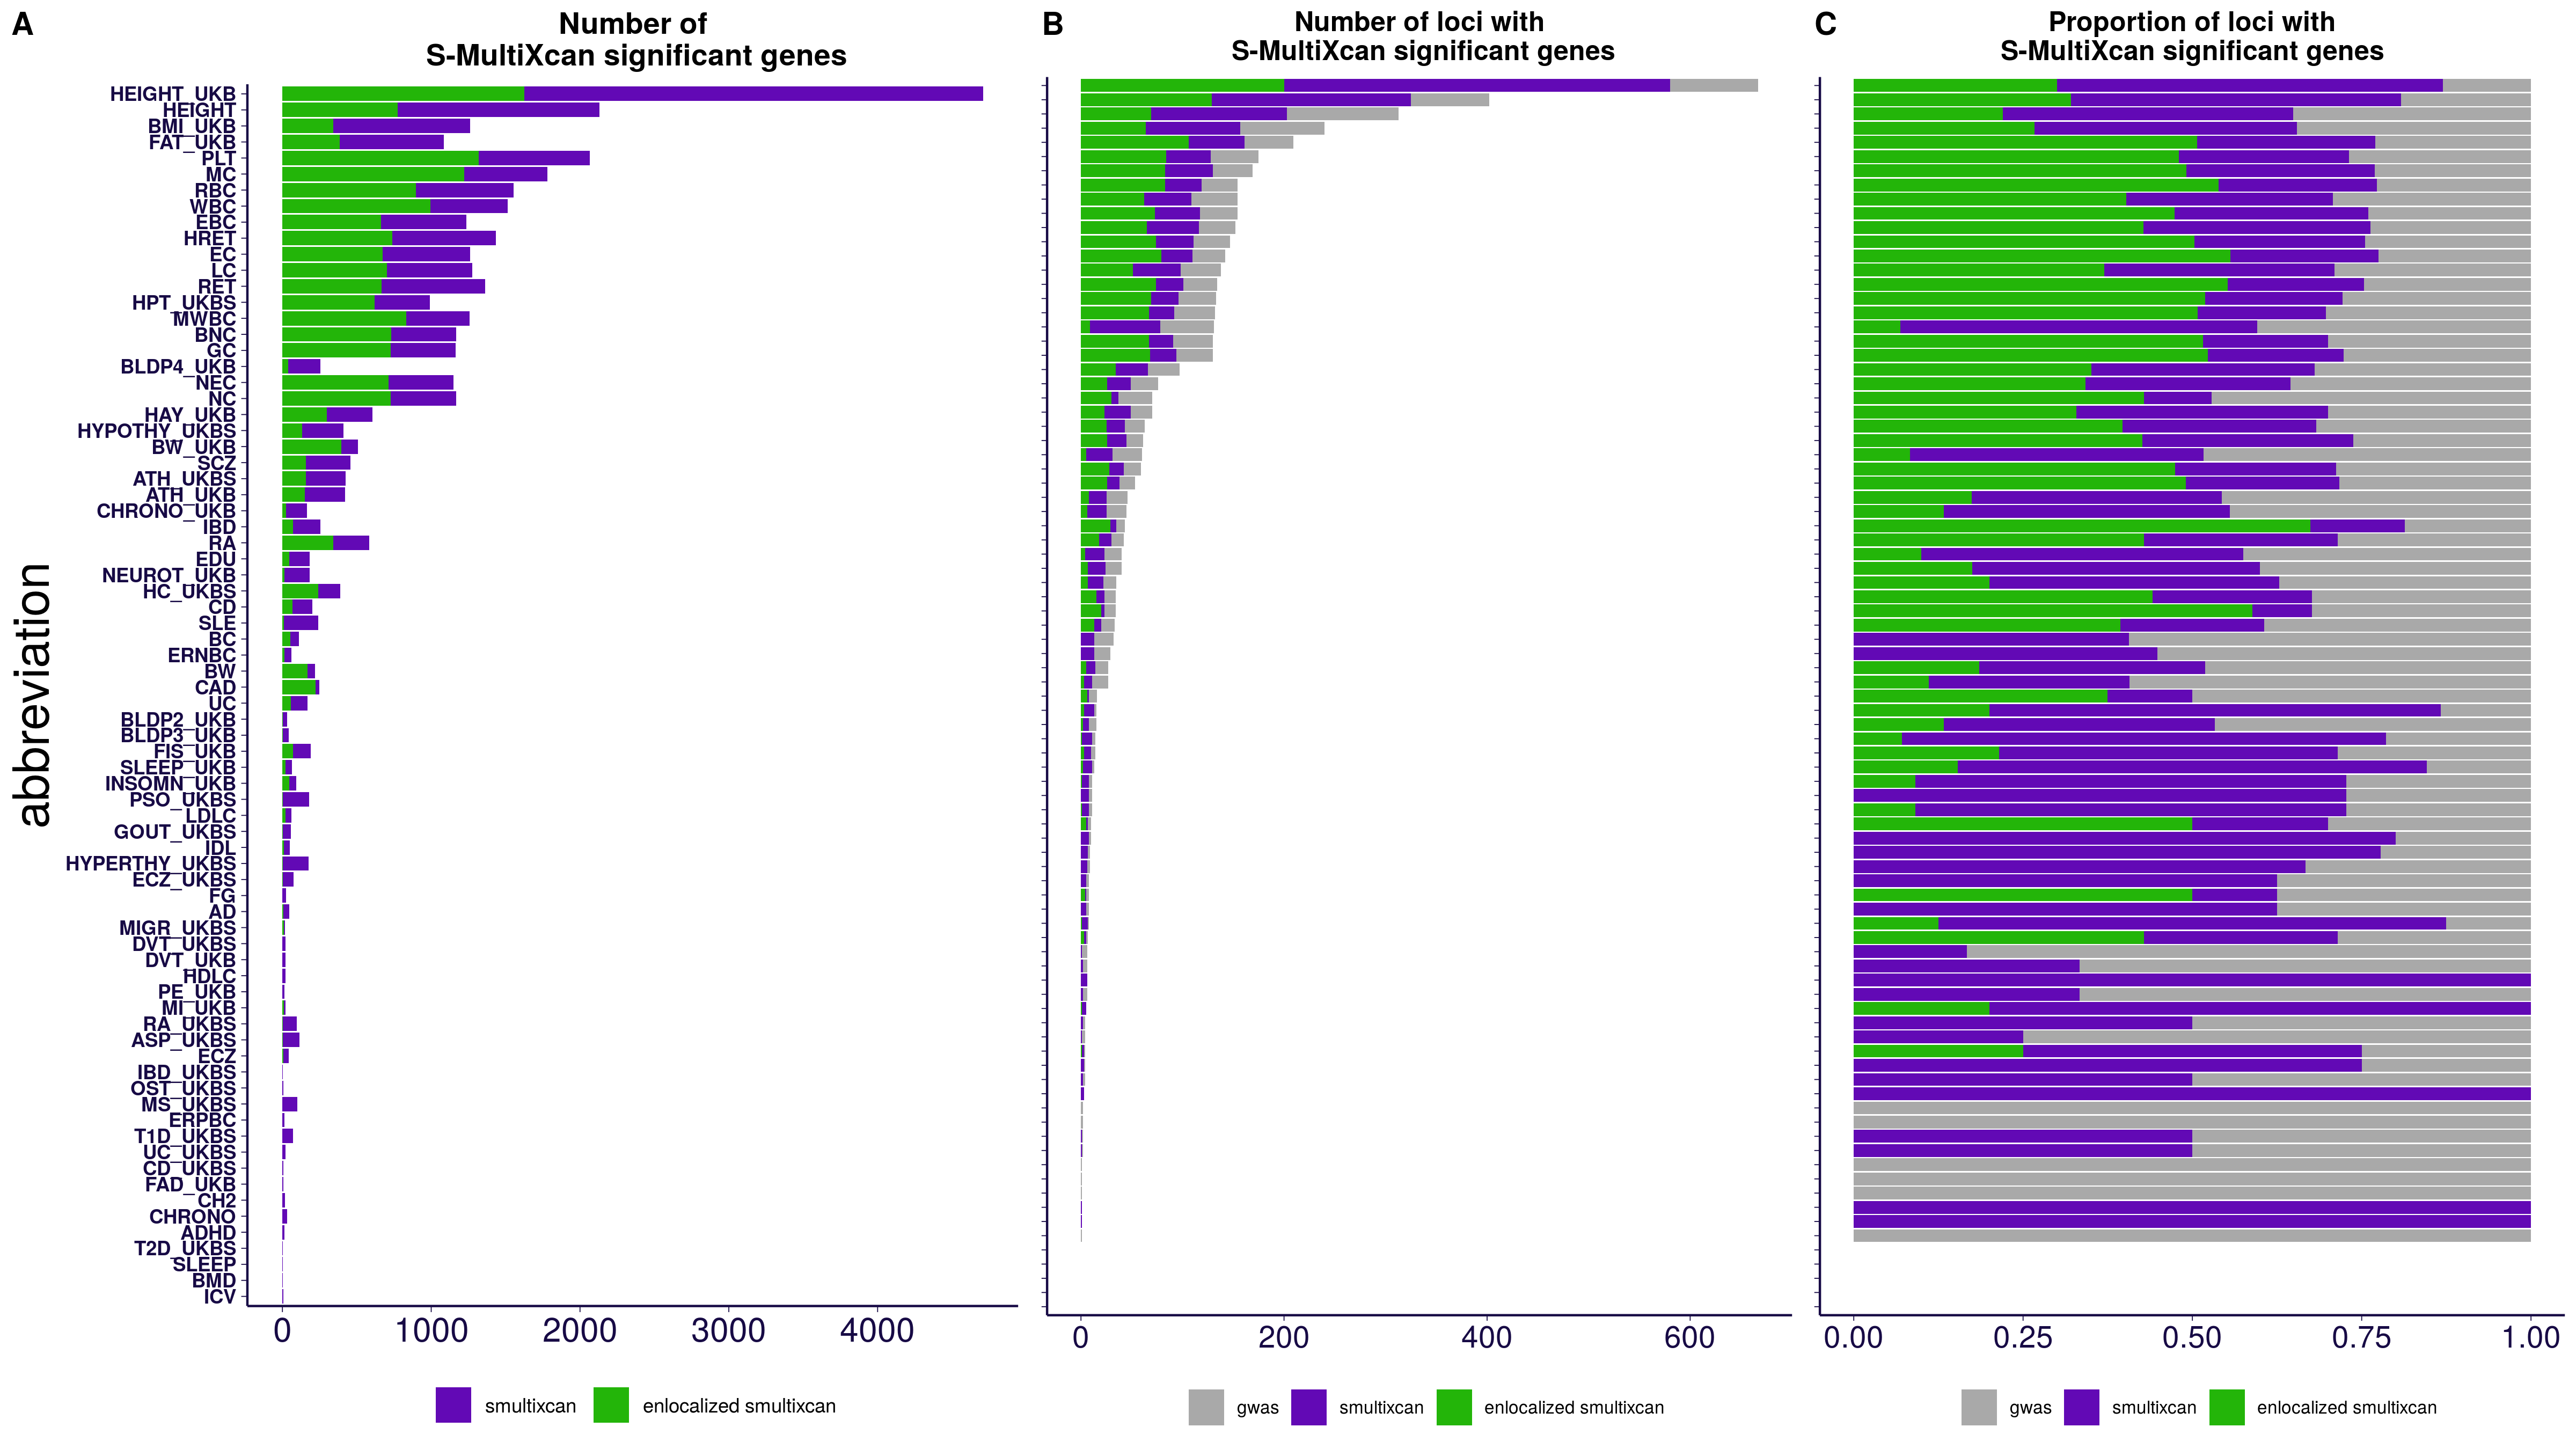 A
Number of
S-MultiXcan significant genes
abbreviation
HEIGHT_UKB
HEIGHT
BMI_UKB
FAT_UKB
PLT
MC
RBC
WBC
EBC
HRET
EC
LC
RET
HPT_UKBS
MWBC
BNC
GC
BLDP4_UKB
NEC
NC
HAY_UKB
HYPOTHY_UKBS
BW_UKB
SCZ
ATH_UKBS
ATH_UKB
CHRONO_UKB
IBD
RA
EDU
NEUROT_UKB
HC_UKBS
CD
SLE
BC
ERNBC
BW
CAD
UC
BLDP2_UKB
BLDP3_UKB
FIS_UKB
SLEEP_UKB
INSOMN_UKB
PSO_UKBS
LDLC
GOUT_UKBS
IDL
HYPERTHY_UKBS
ECZ_UKBS
FG
AD
MIGR_UKBS
DVT_UKBS
DVT_UKB
HDLC
PE_UKB
MI_UKB
RA_UKBS
ASP_UKBS
ECZ
IBD_UKBS
OST_UKBS
MS_UKBS
ERPBC
T1D_UKBS
UC_UKBS
CD_UKBS
FAD_UKB
CH2
CHRONO
ADHD
T2D_UKBS
SLEEP
BMD
ICV
0 1000 2000 3000 4000
smultixcan enlocalized smultixcan
B
Number of loci with
S-MultiXcan significant genes
0 200 400 600
gwas smultixcan enlocalized smultixcan
C
Proportion of loci with
S-MultiXcan significant genes
0.00 0.25 0.50 0.75 1.00
gwas smultixcan enlocalized smultixcan